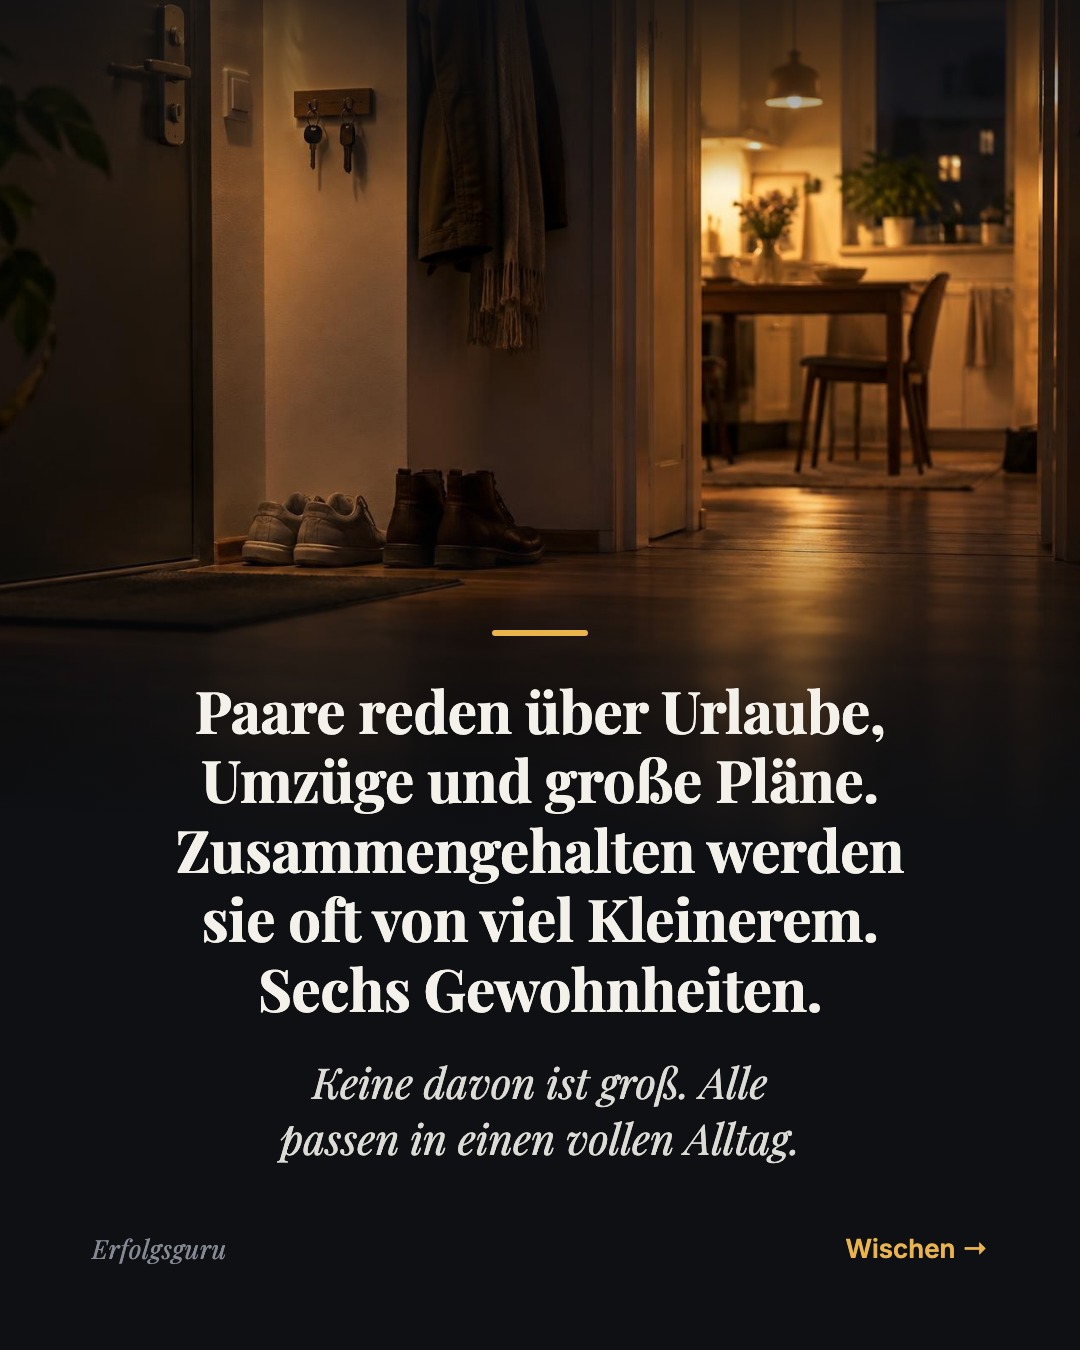 Paare reden über Urlaube,
Umzüge und große Pläne.
Zusammengehalten werden
sie oft von viel Kleinerem.
Sechs Gewohnheiten.
Keine davon ist groß. Alle
passen in einen vollen Alltag.
Erfolgsguru
Wischen →